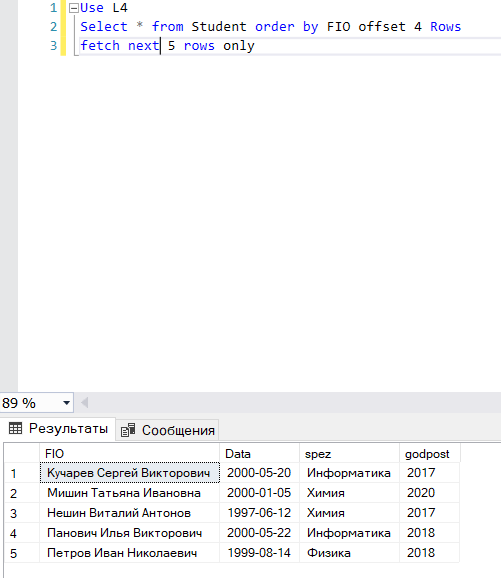 1 Use L4
2 Select * from Student order by FIO offset 4 Rows
3 fetch next 5 rows only
89 %
Результаты Сообщения
FIO Data spez godpost
1 Кучарев Сергей Викторович 2000-05-20 Информатика 2017
2 Мишин Татьяна Ивановна 2000-01-05 Химия 2020
3 Нешин Виталий Антонов 1997-06-12 Химия 2017
4 Панович Илья Викторович 2000-05-22 Информатика 2018
5 Петров Иван Николаевич 1999-08-14 Физика 2018